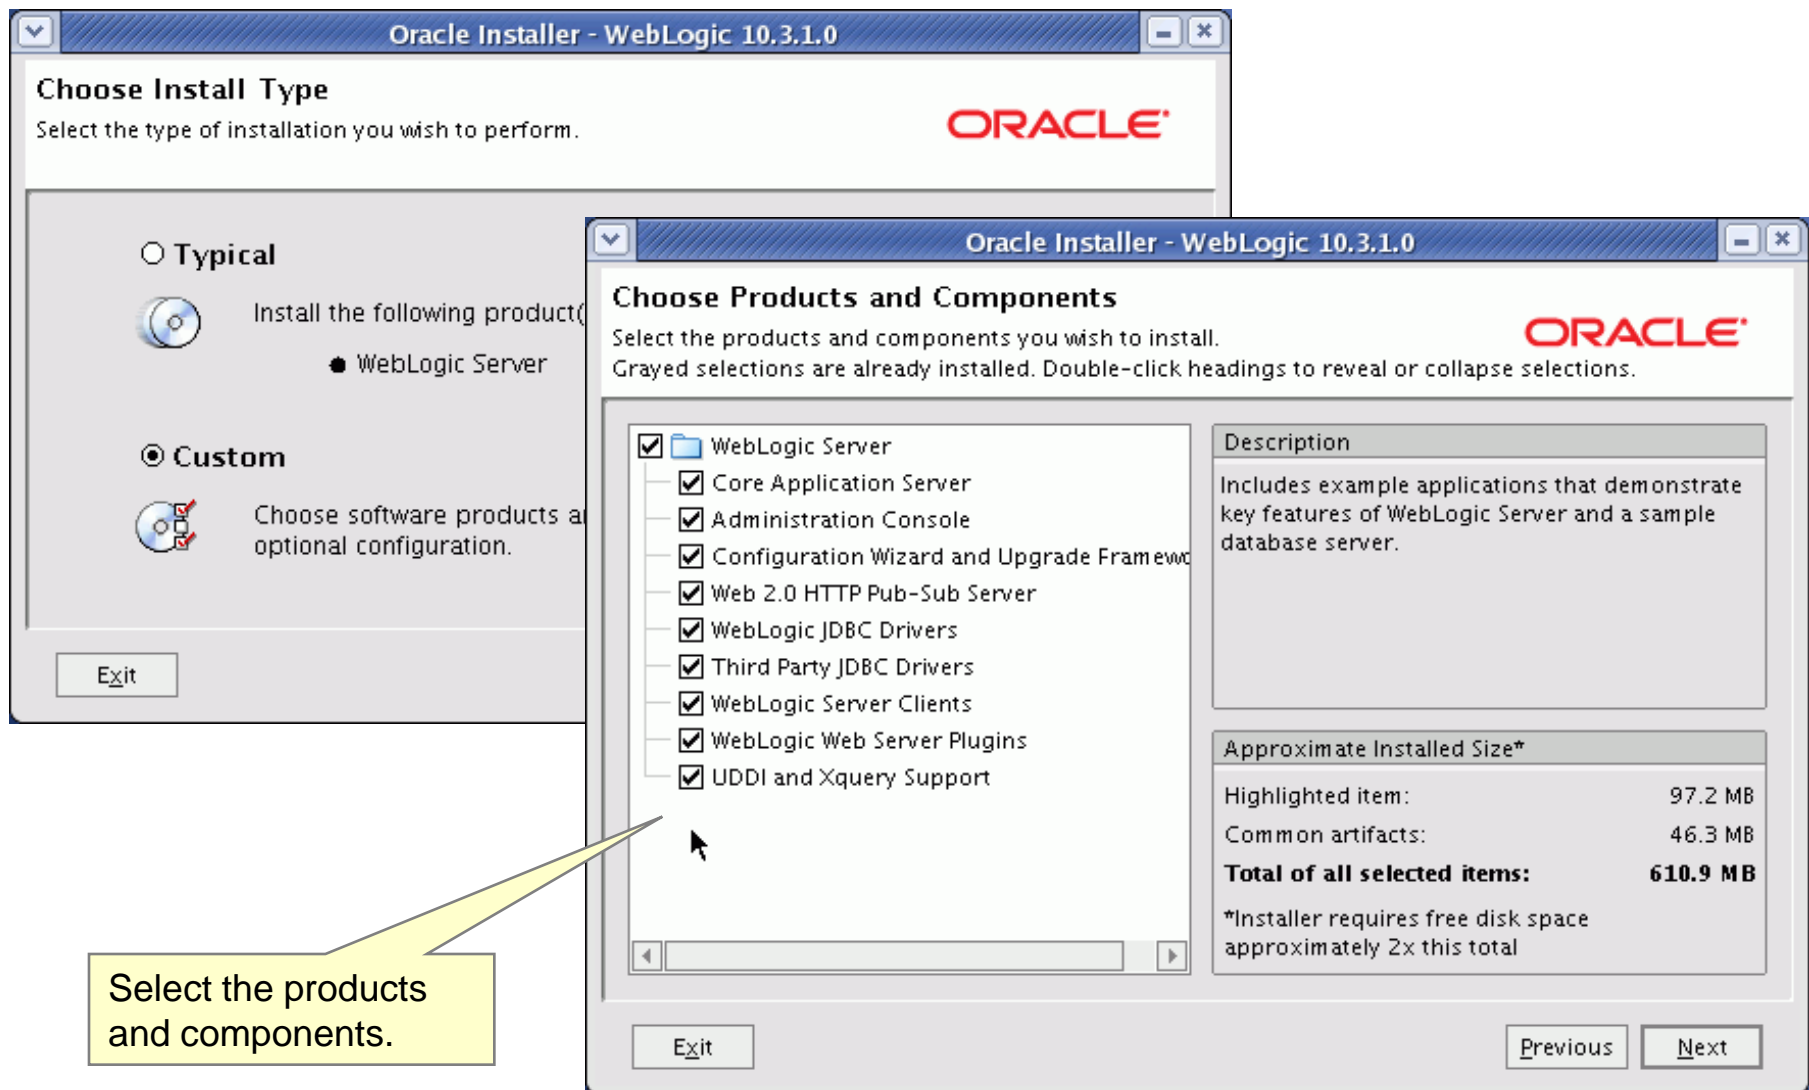 Oracle Installer - WebLogic 10.3.1.0
Choose Install Type
Select the type of installation you wish to perform.
ORACLE
Typical
Install the following product(
WebLogic Server
Custom
Choose software products a
optional configuration.
Exit
Oracle Installer - WebLogic 10.3.1.0
Choose Products and Components
Select the products and components you wish to install.
Grayed selections are already installed. Double-click headings to reveal or collapse selections.
ORACLE
WebLogic Server
Core Application Server
Administration Console
Configuration Wizard and Upgrade Framewo
Web 2.0 HTTP Pub-Sub Server
WebLogic JDBC Drivers
Third Party JDBC Drivers
WebLogic Server Clients
WebLogic Web Server Plugins
UDDI and Xquery Support
Description
Includes example applications that demonstrate
key features of WebLogic Server and a sample
database server.
Approximate Installed Size*
Highlighted item: 97.2 MB
Common artifacts: 46.3 MB
Total of all selected items: 610.9 MB
*Installer requires free disk space
approximately 2x this total
Exit
Previous
Next
Select the products
and components.